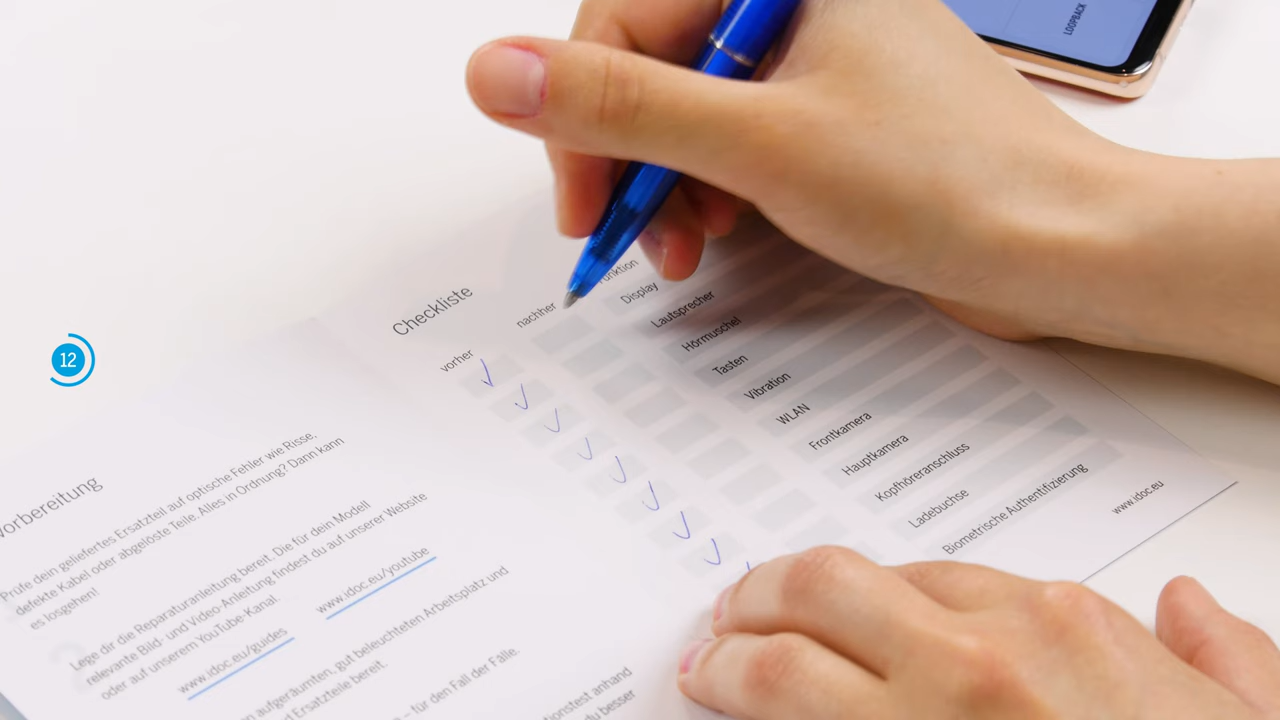 LOOPBACK
12
Checkliste
vorher
nachher
Display
Lautsprecher
Hörmuschel
Tasten
Vibration
WLAN
Frontkamera
Hauptkamera
Kopfhöreranschluss
Ladebuchse
Biometrische Authentifizierung
www.idoc.eu
Vorbereitung
Prüfe dein geliefertes Ersatzteil auf optische Fehler wie Risse,
defekte Kabel oder abgelöste Teile. Alles in Ordnung? Dann kann
es losgehen!
2
Lege dir die Reparaturanleitung bereit. Die für dein Modell
relevante Bild- und Video-Anleitung findest du auf unserer Website
oder auf unserem YouTube-Kanal.
www.idoc.eu/guides
www.idoc.eu/youtube
aufgeräumten, gut beleuchteten Arbeitsplatz und
Ersatzteile bereit.
– für den Fall der Fälle.
anhand
du besser